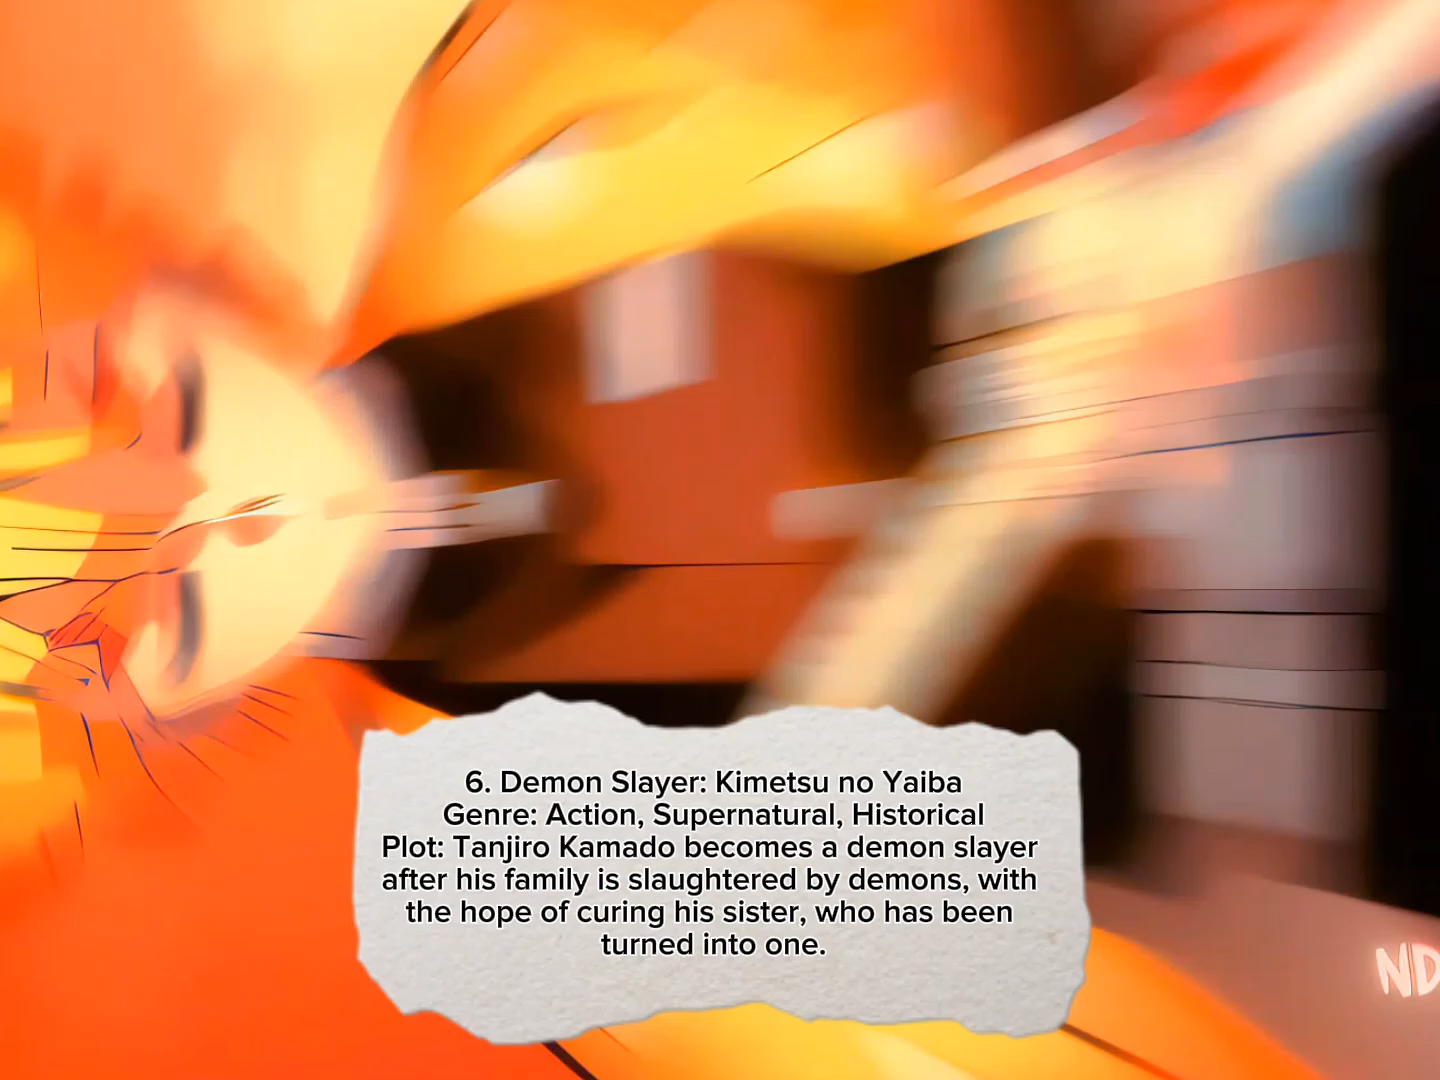 6. Demon Slayer: Kimetsu no Yaiba
Genre: Action, Supernatural, Historical
Plot: Tanjiro Kamado becomes a demon slayer
after his family is slaughtered by demons, with
the hope of curing his sister, who has been
turned into one.
ND